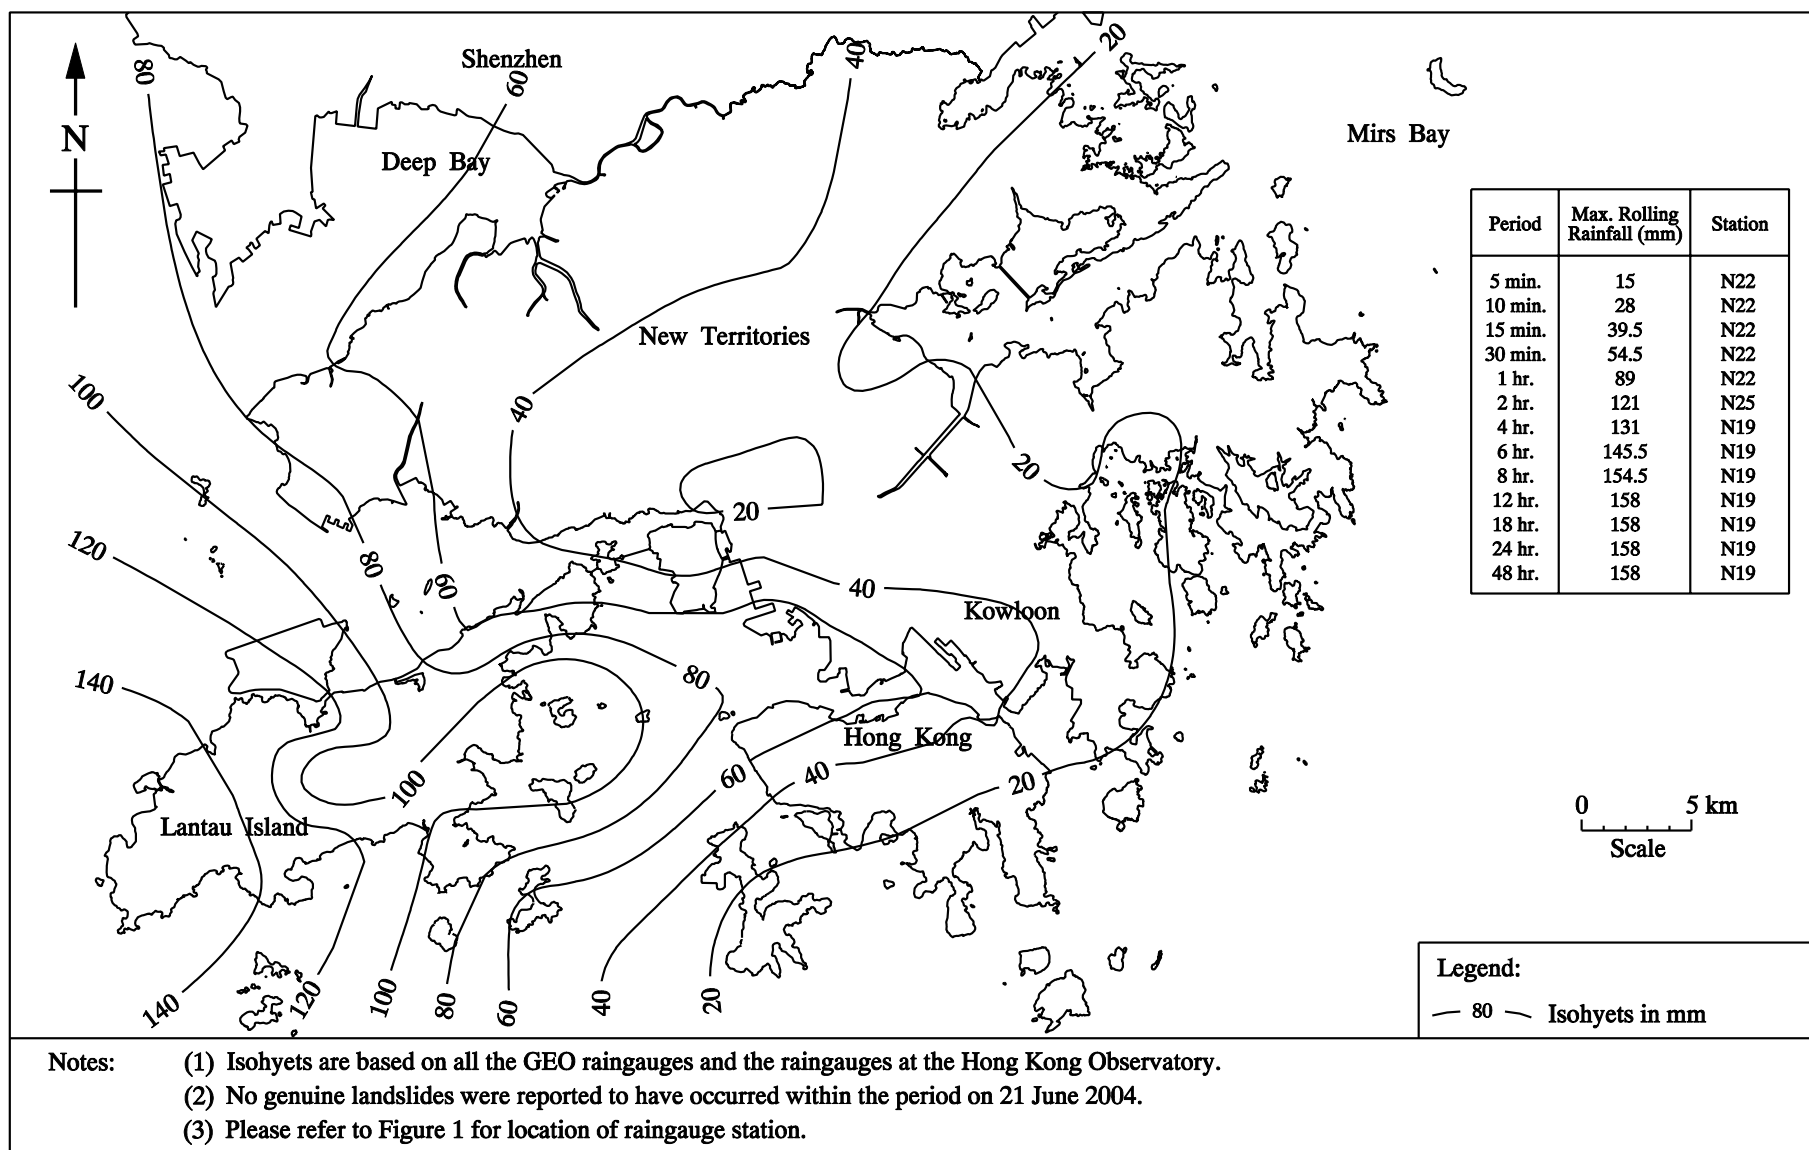 80
Shenzhen
60
40
20
N
Deep Bay
Mirs Bay
Period Max. Rolling Rainfall (mm) Station
5 min. 15 N22
10 min. 28 N22
15 min. 39.5 N22
30 min. 54.5 N22
1 hr. 89 N22
2 hr. 121 N25
4 hr. 131 N19
6 hr. 145.5 N19
8 hr. 154.5 N19
12 hr. 158 N19
18 hr. 158 N19
24 hr. 158 N19
48 hr. 158 N19
New Territories
100
40
20
20
120
80
60
40
Kowloon
140
80
Hong Kong
100
60
40
20
Lantau Island
0 5 km
Scale
140
120
100
80
60
40
20
Legend:
80 Isohyets in mm
Notes: (1) Isohyets are based on all the GEO raingauges and the raingauges at the Hong Kong Observatory.
(2) No genuine landslides were reported to have occurred within the period on 21 June 2004.
(3) Please refer to Figure 1 for location of raingauge station.